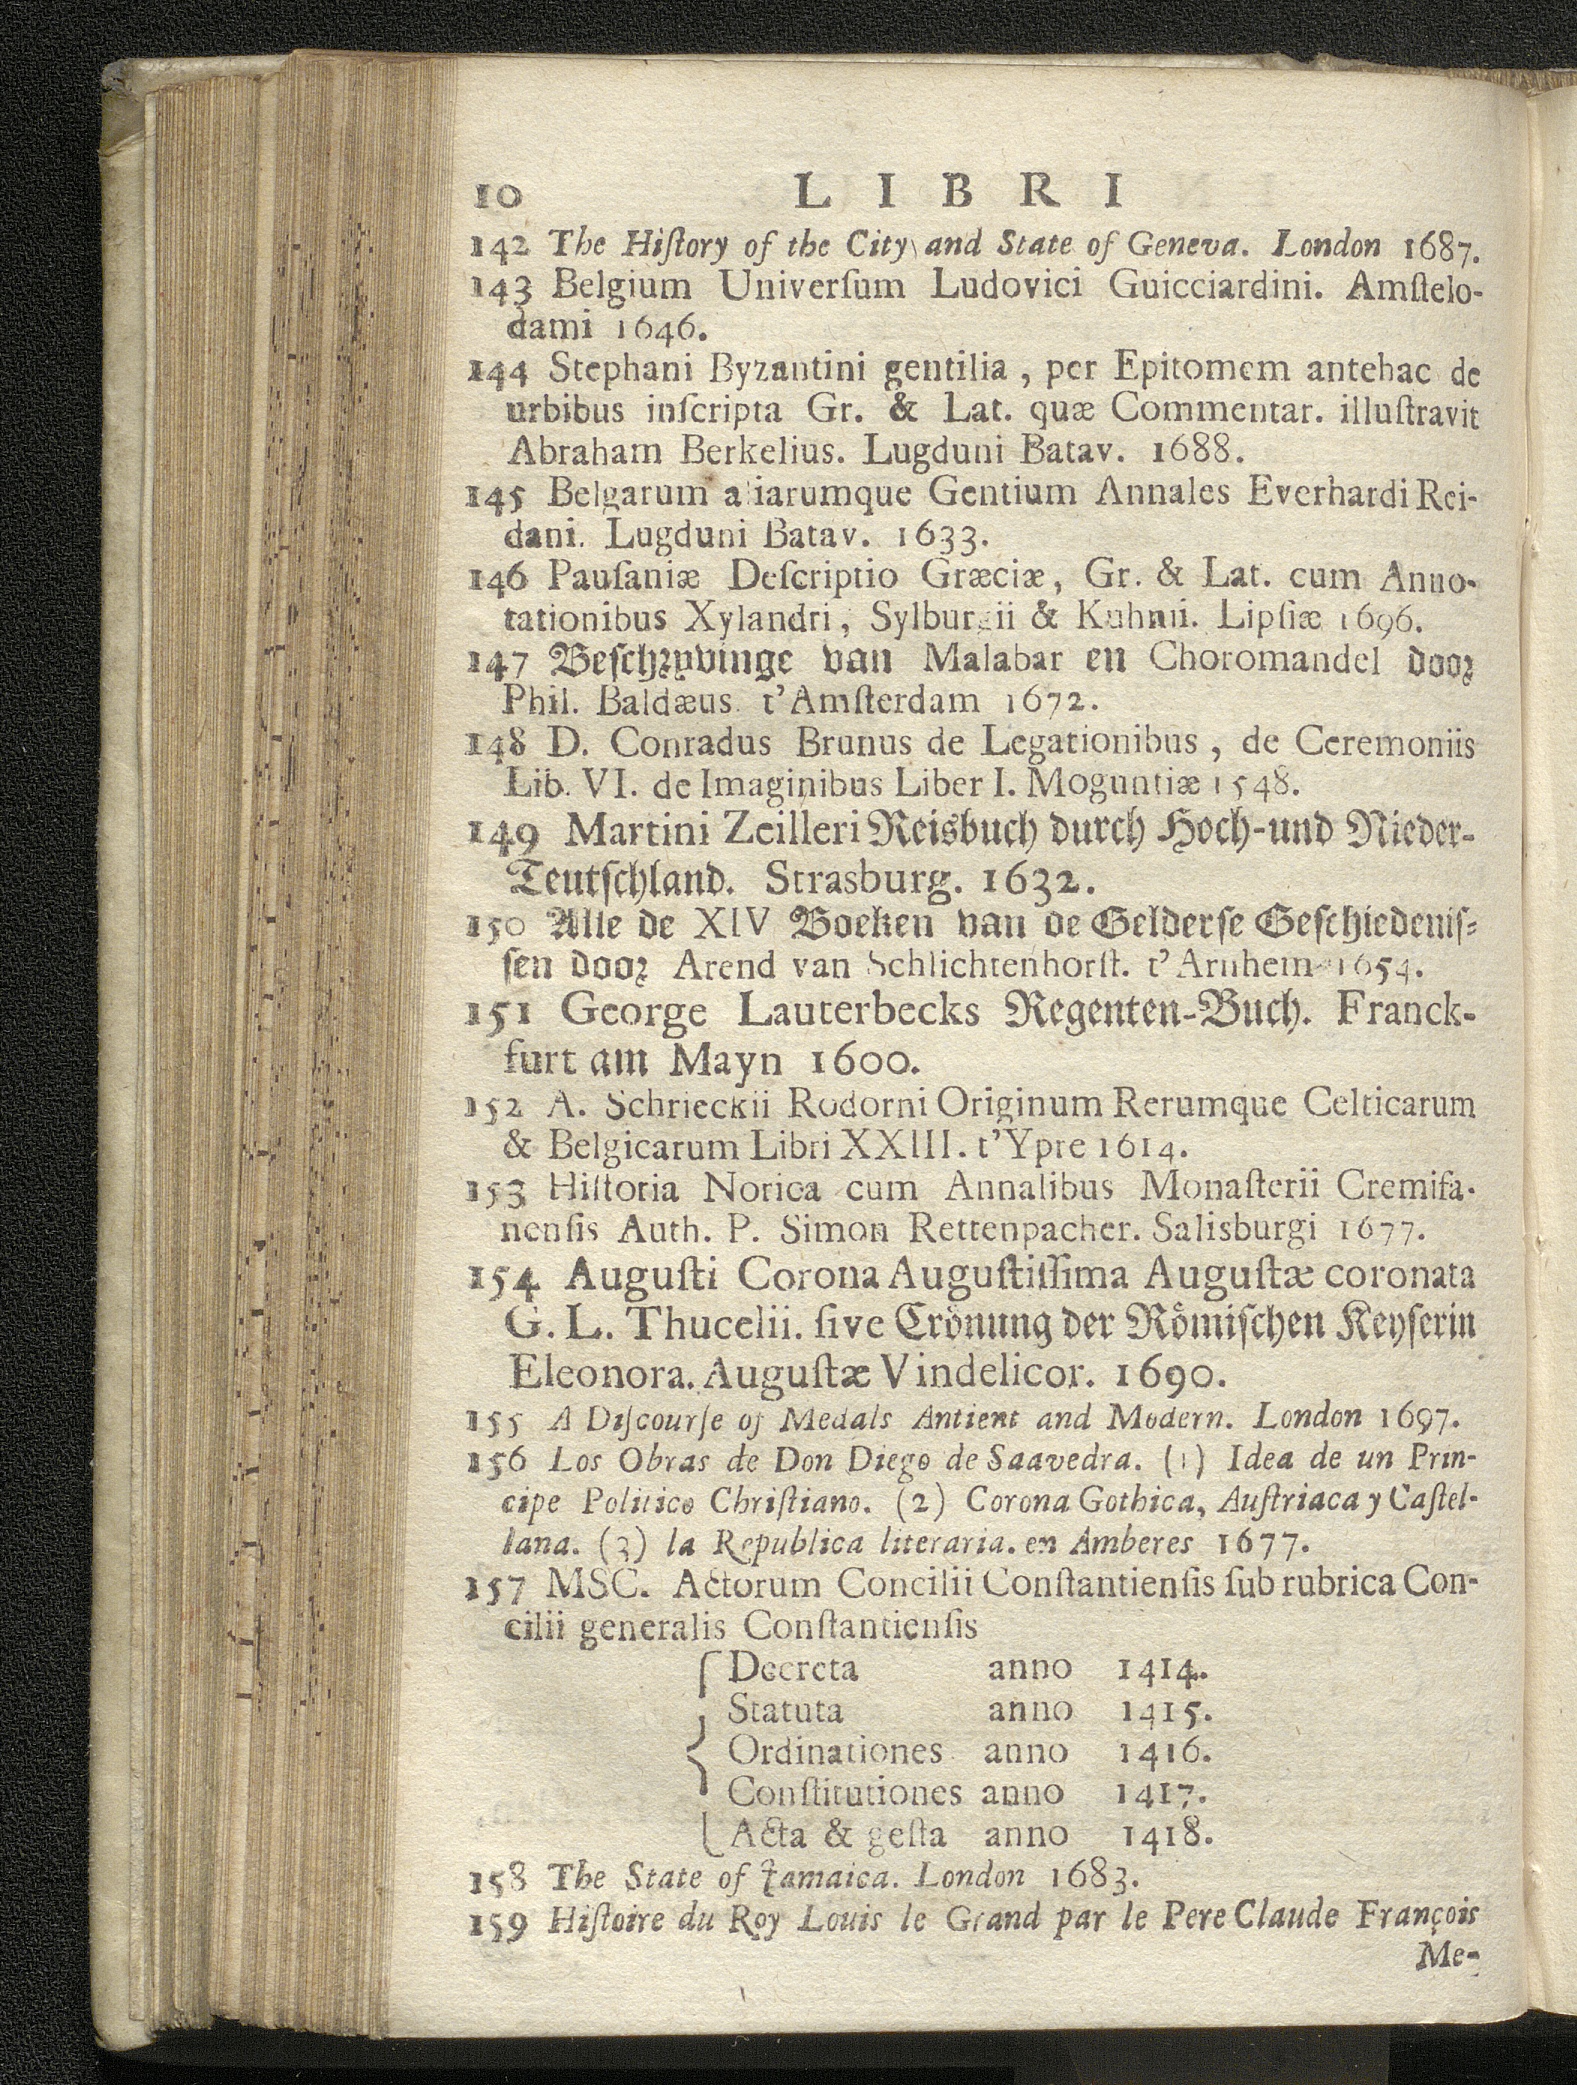 10 LIBRI
142 The Hiſtory of the City and State of Geneva. London 1687.
143 Belgium Univerſum Ludovici Guicciardini. Amſtelo-
dami 1646.
144 Stephani Byzantini gentilia, per Epitomem antehac de
urbibus inſcripta Gr. & Lat. quæ Commentar. illuſtravit
Abraham Berkelius. Lugduni Batav. 1688.
145 Belgarum aliarumque Gentium Annales Everhardi Rei-
dani. Lugduni Batav. 1633.
146 Pauſaniæ Deſcriptio Græciæ, Gr. & Lat. cum Anno-
tationibus Xylandri, Sylburgii & Kuhnii. Lipſiæ 1696.
147 Beſchryvinge van Malabar en Choromandel door
Phil. Baldæus. t'Amſterdam 1672.
148 D. Conradus Brunus de Legationibus, de Ceremoniis
Lib. VI. de Imaginibus Liber I. Moguntiæ 1548.
149 Martini Zeilleri Reisbuch durch Hoch-und Nieder-
Teutſchland. Strasburg. 1632.
150 Alle de XIV Boeken van de Gelderſe Geſchiedeniſ-
ſen door Arend van Schlichtenhorſt. t'Arnhem 1654.
151 George Lauterbecks Regenten-Buch. Franck-
furt am Mayn 1600.
152 A. Schrieckii Rodorni Originum Rerumque Celticarum
& Belgicarum Libri XXIII. t'Ypre 1614.
153 Hiſtoria Norica cum Annalibus Monaſterii Cremifa-
nenſis Auth. P. Simon Rettenpacher. Salisburgi 1677.
154 Auguſti Corona Auguſtiſſima Auguſtæ coronata
G. L. Thucelii. ſive Crönung der Römiſchen Keyſerin
Eleonora. Auguſtæ Vindelicor. 1690.
155 A Diſcourſe of Medals Antient and Modern. London 1697.
156 Los Obras de Don Diego de Saavedra. (1) Idea de un Prin-
cipe Politico Chriſtiano. (2) Corona Gothica, Auſtriaca y Caſtel-
lana. (3) la Republica literaria. en Amberes 1677.
157 MSC. Actorum Concilii Conſtantienſis ſub rubrica Con-
cilii generalis Conſtantienſis
Decreta anno 1414.
Statuta anno 1415.
Ordinationes anno 1416.
Conſtitutiones anno 1417.
Acta & geſta anno 1418.
158 The State of Jamaica. London 1683.
159 Hiſtoire du Roy Louis le Grand par le Pere Claude François
Me-